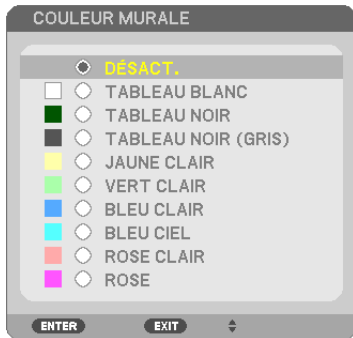 COULEUR MURALE
DÉSACT.
TABLEAU BLANC
TABLEAU NOIR
TABLEAU NOIR (GRIS)
JAUNE CLAIR
VERT CLAIR
BLEU CLAIR
BLEU CIEL
ROSE CLAIR
ROSE
ENTER EXIT